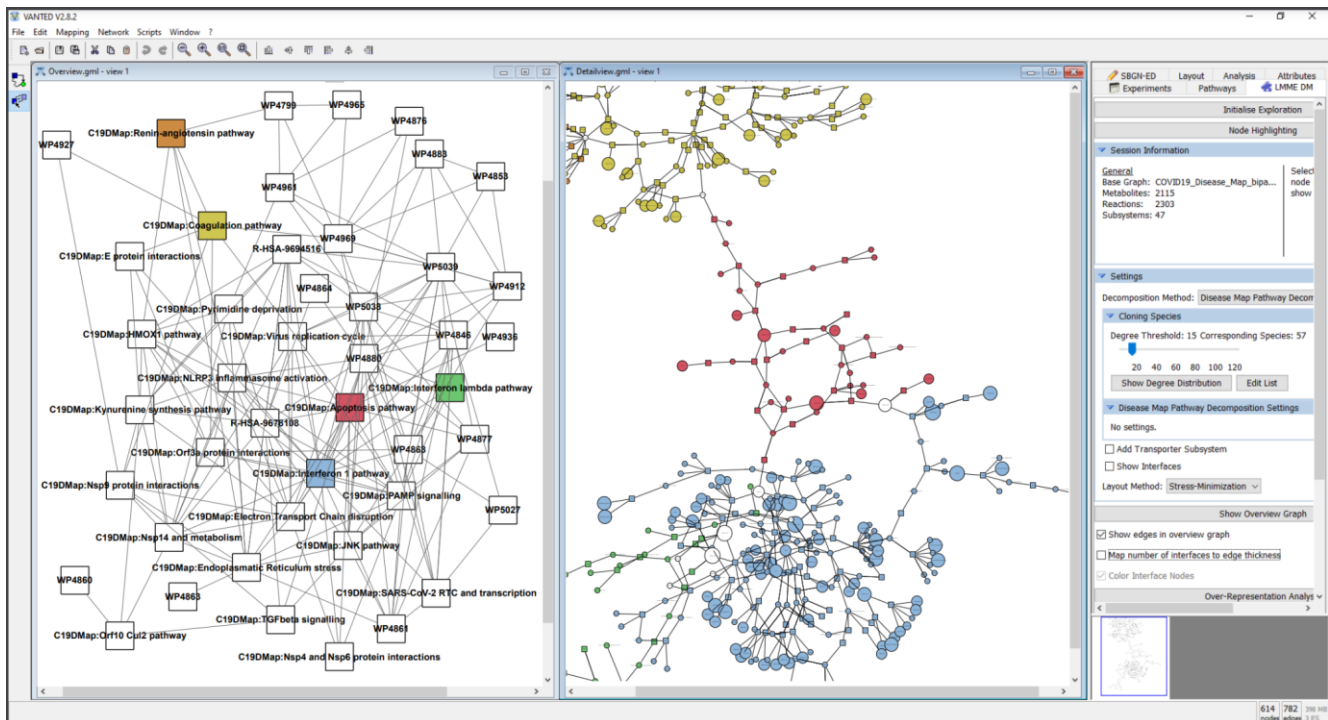 VANTED V2.8.2
File Edit Mapping Network Scripts Window ?
Overview.gml - view 1
WP4799
WP4965
C19DMap:Renin-angiotensin pathway
WP4876
WP4927
WP4883
WP4853
WP4961
C19DMap:Coagulation pathway
WP4969
R-HSA-9694516
C19DMap:E protein interactions
WP5039
WP4864
WP4912
C19DMap:Pyrimidine deprivation
WP5038
C19DMap:HMOX1 pathway
C19DMap:Virus replication cycle
WP4846
WP4936
WP4880
C19DMap:NLRP3 inflammasome activation
C19DMap:Interferon lambda pathway
C19DMap:Kynurenine synthesis pathway
C19DMap:Apoptosis pathway
R-HSA-9678108
WP4863
WP4877
C19DMap:Orf3a protein interactions
C19DMap:Interferon 1 pathway
C19DMap:Nsp9 protein interactions
C19DMap:PAMP signalling
WP5027
C19DMap:Electron Transport Chain disruption
C19DMap:Nsp14 and metabolism
C19DMap:JNK pathway
C19DMap:Endoplasmatic Reticulum stress
WP4860
WP4863
C19DMap:SARS-CoV-2 RTC and transcription
C19DMap:TGFbeta signalling
WP4861
C19DMap:Orf10 Cul2 pathway
C19DMap:Nsp4 and Nsp6 protein interactions
Detailview.gml - view 1
SBGN-ED Layout Analysis Attributes
Experiments Pathways LMME DM
Initialise Exploration
Node Highlighting
Session Information
General
Base Graph: COVID19_Disease_Map_bipa...
Metabolites: 2115
Reactions: 2303
Subsystems: 47
Select
node
show
Settings
Decomposition Method: Disease Map Pathway Decom
Cloning Species
Degree Threshold: 15 Corresponding Species: 57
20 40 60 80 100 120
Show Degree Distribution Edit List
Disease Map Pathway Decomposition Settings
No settings.
Add Transporter Subsystem
Show Interfaces
Layout Method: Stress-Minimization
Show Overview Graph
Show edges in overview graph
Map number of interfaces to edge thickness
Color Interface Nodes
Over-Representation Analys
614 782 398 MB
nodes edges